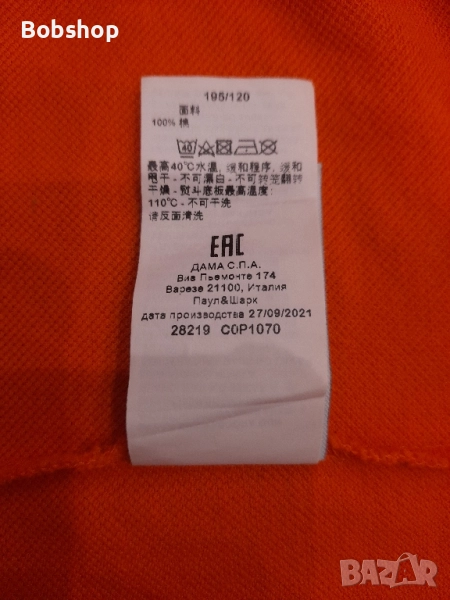 Bobshop
195/120
面料
100% 棉
40
最高40℃水温, 缓和程序, 缓和
甩干 - 不可漂白 - 不可转笼翻转
干燥 - 熨斗底板最高温度:
110℃ - 不可干洗
请反面清洗
EAC
ДАМА С.П.А.
Виа Пьемонте 174
Варезе 21100, Италия
Паул&Шарк
дата производства 27/09/2021
28219 C0P1070
BAZAR